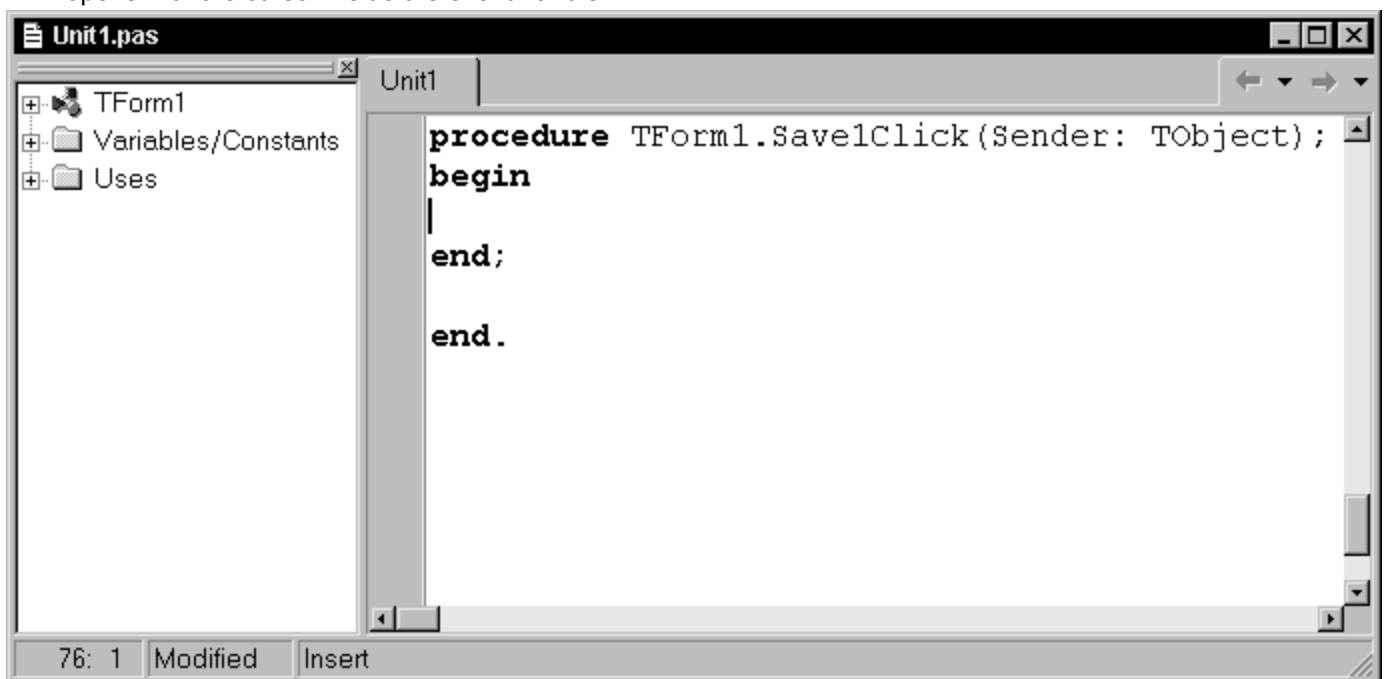 Unit1.pas
TForm1
Variables/Constants
Uses
Unit1
procedure TForm1.Save1Click(Sender: TObject);
begin
end;
end.
76: 1 Modified Insert